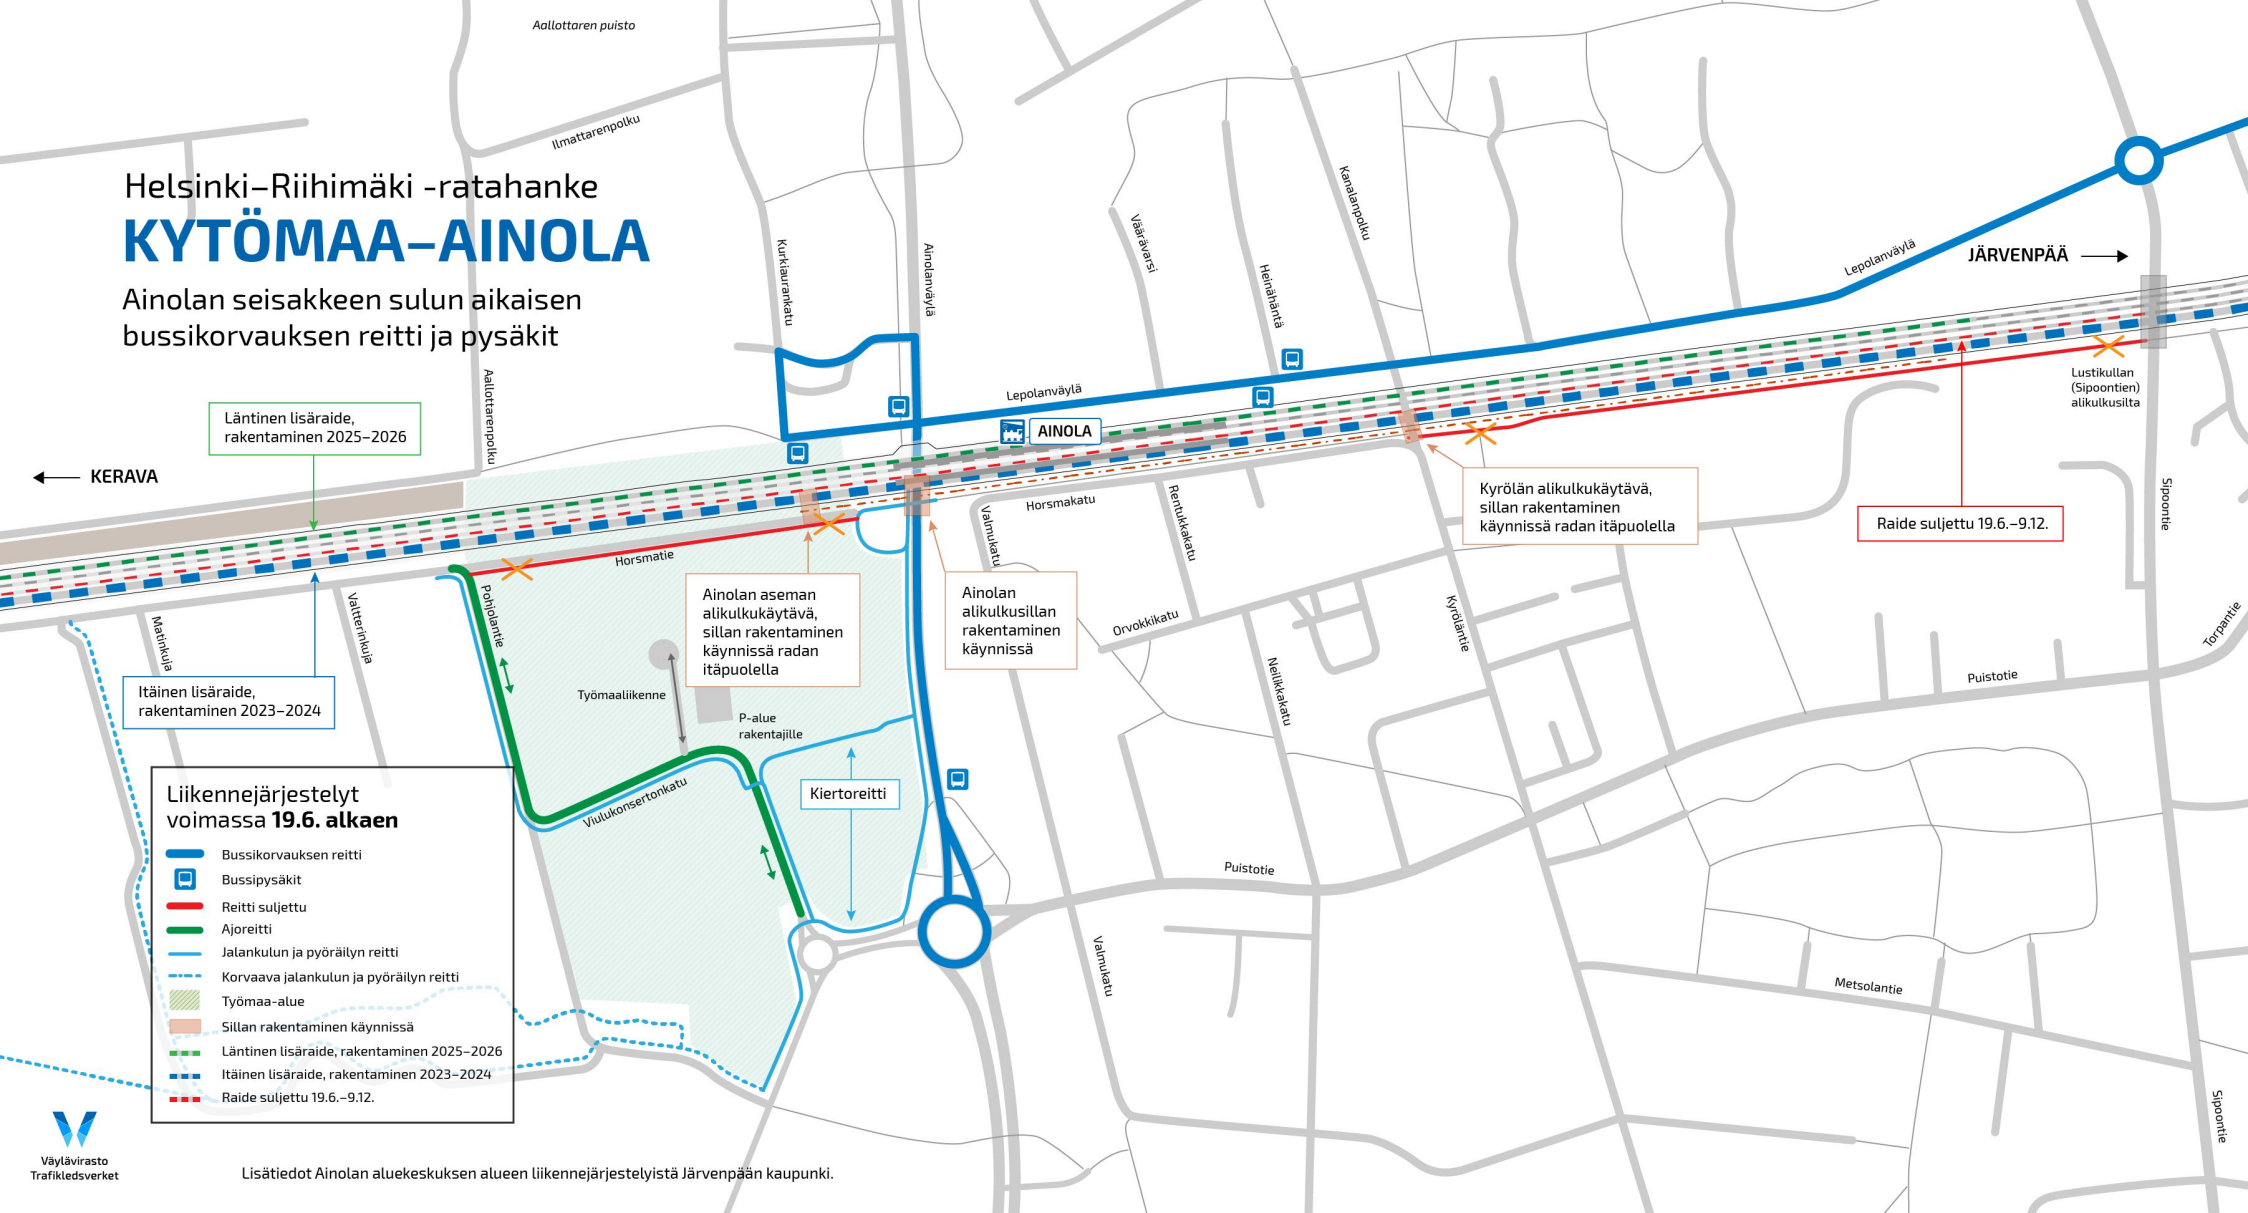 Aallottaren puisto
Ilmattarenpolku
Helsinki–Riihimäki -ratahanke
KYTÖMAA–AINOLA
Ainolan seisakkeen sulun aikaisen
bussikorvauksen reitti ja pysäkit
Kurkiaurankatu
Ainolanväylä
Väärävarsi
Heinähäntä
Kanalanpolku
Lepolanväylä
JÄRVENPÄÄ
Aallottarenpolku
Lepolanväylä
AINOLA
Lustikullan
(Sipoontien)
alikulkusilta
Läntinen lisäraide,
rakentaminen 2025–2026
KERAVA
Horsmatie
Horsmakatu
Valmukatu
Rentukkakatu
Kyrölän alikulkukäytävä,
sillan rakentaminen
käynnissä radan itäpuolella
Raide suljettu 19.6.–9.12.
Sipoontie
Matinkuja
Valtterinkuja
Pohjolantie
Ainolan aseman
alikulkukäytävä,
sillan rakentaminen
käynnissä radan
itäpuolella
Ainolan
alikulkusillan
rakentaminen
käynnissä
Orvokkikatu
Kyröläntie
Torpantie
Itäinen lisäraide,
rakentaminen 2023–2024
Työmaaliikenne
P-alue
rakentajille
Neilikkakatu
Puistotie
Viulukonsertonkatu
Kiertoreitti
Puistotie
Valmukatu
Metsolantie
Sipoontie
Liikennejärjestelyt
voimassa 19.6. alkaen
Bussikorvauksen reitti
Bussipysäkit
Reitti suljettu
Ajoreitti
Jalankulun ja pyöräilyn reitti
Korvaava jalankulun ja pyöräilyn reitti
Työmaa-alue
Sillan rakentaminen käynnissä
Läntinen lisäraide, rakentaminen 2025–2026
Itäinen lisäraide, rakentaminen 2023–2024
Raide suljettu 19.6.–9.12.
Väylävirasto
Trafikledsverket
Lisätiedot Ainolan aluekeskuksen alueen liikennejärjestelyistä Järvenpään kaupunki.